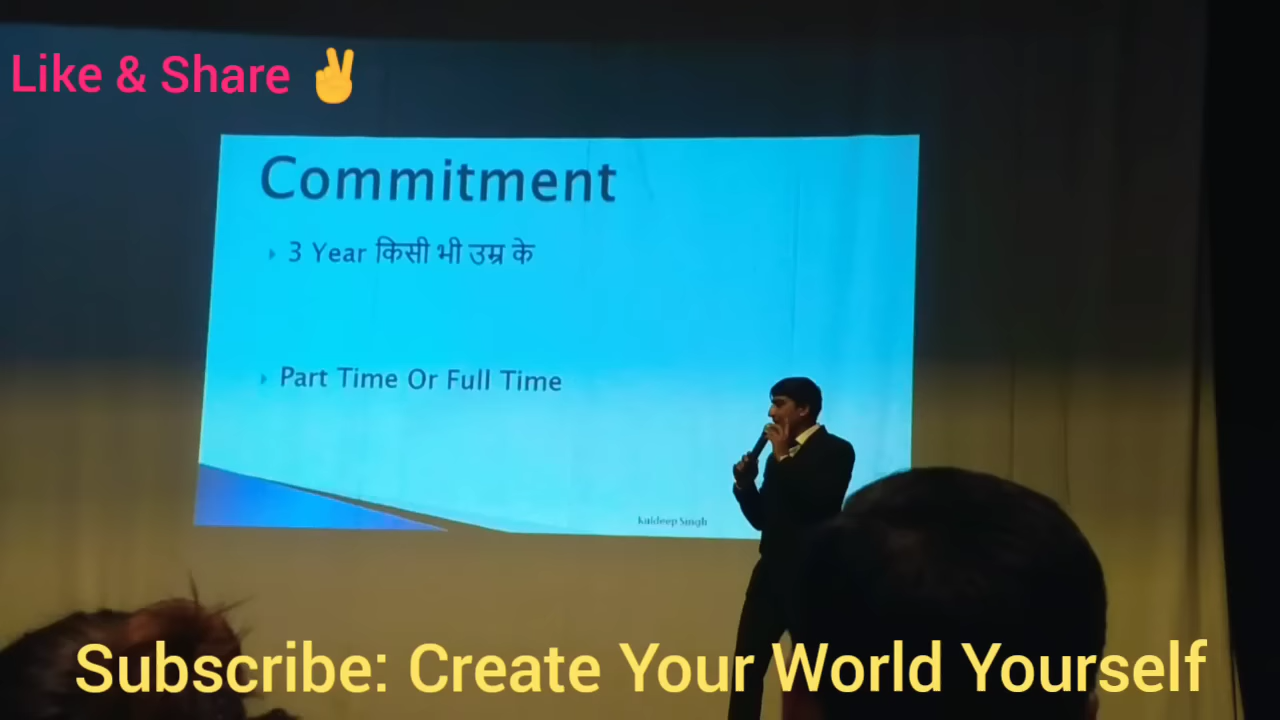 Like & Share ✌
Commitment
3 Year किसी भी उम्र के
Part Time Or Full Time
Kuldeep Singh
Subscribe: Create Your World Yourself